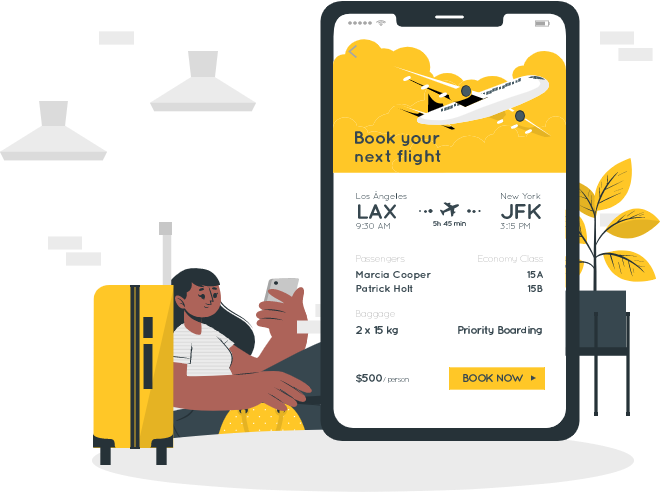 Book your
next flight
Los Ángeles
New York
LAX
JFK
9:30 AM
5h 45 min
3:15 PM
Passengers
Economy Class
Marcia Cooper
15A
Patrick Holt
15B
Baggage
2 x 15 kg
Priority Boarding
$500 / person
BOOK NOW